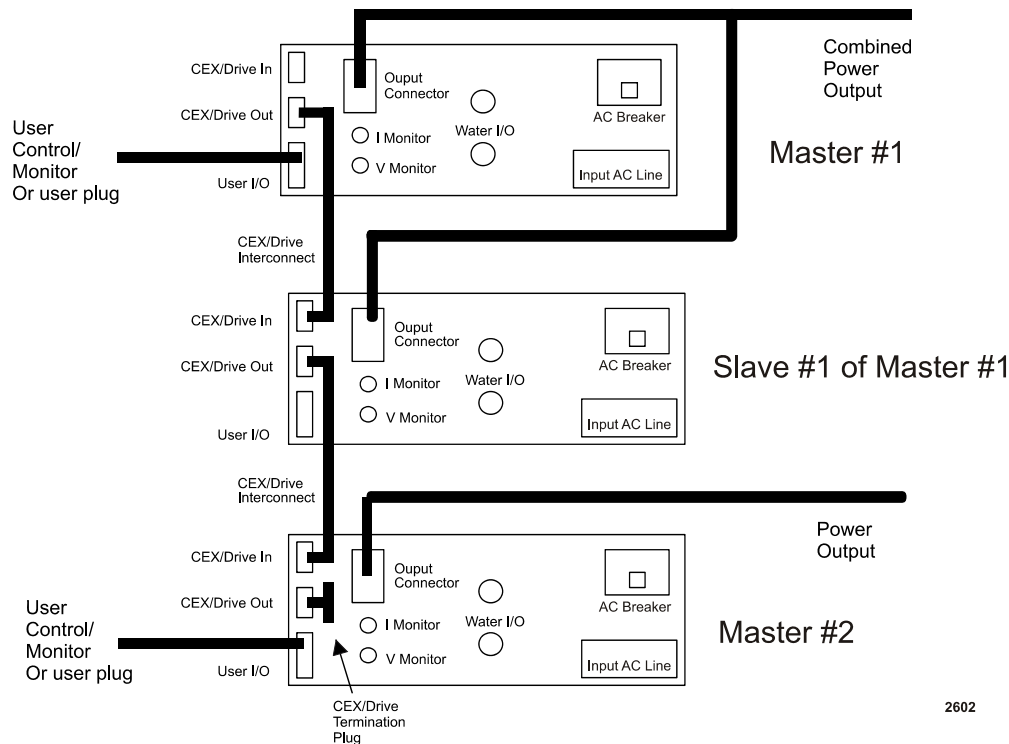 Combined
Power
Output
CEX/Drive In
Ouput
Connector
AC Breaker
CEX/Drive Out
User
Control/
Monitor
Or user plug
I Monitor
Water I/O
Master #1
V Monitor
User I/O
Input AC Line
CEX/Drive
Interconnect
CEX/Drive In
Ouput
Connector
AC Breaker
CEX/Drive Out
Slave #1 of Master #1
I Monitor
Water I/O
V Monitor
User I/O
Input AC Line
CEX/Drive
Interconnect
Power
Output
CEX/Drive In
Ouput
Connector
AC Breaker
CEX/Drive Out
User
Control/
Monitor
Or user plug
I Monitor
Water I/O
Master #2
V Monitor
User I/O
Input AC Line
CEX/Drive
Termination
Plug
2602